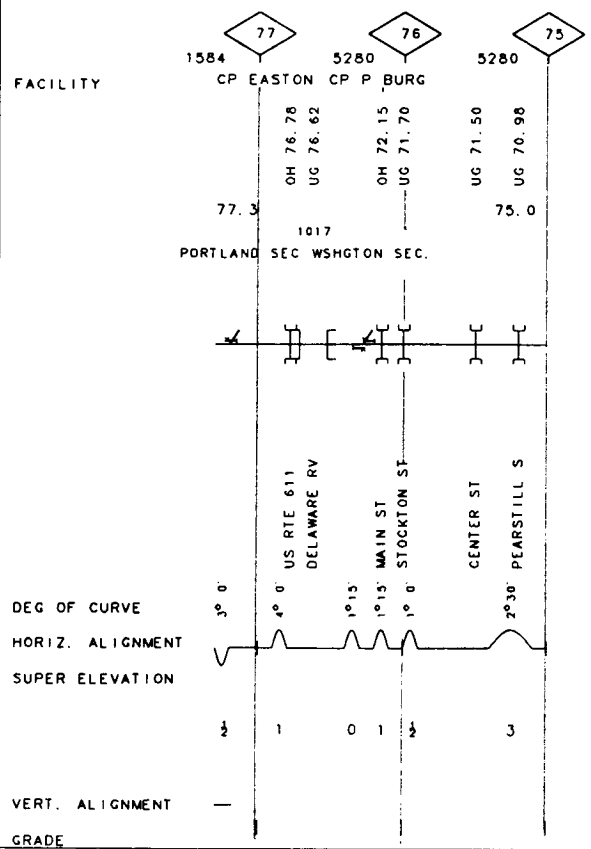 77 76 75
1584 5280 5280
FACILITY CP EASTON CP P BURG
OH 76.78
UG 76.62
OH 72.15
UG 71.70
UG 71.50
UG 70.98
77.3 75.0
1017
PORTLAND SEC WSHGTON SEC.
US RTE 611
DELAWARE RV
MAIN ST
STOCKTON ST
CENTER ST
PEARSTILL S
DEG OF CURVE 3° 0' 4° 0' 1° 15' 1° 15' 1° 0' 2° 30'
HORIZ. ALIGNMENT
SUPER ELEVATION
½ 1 0 1 ½ 3
VERT. ALIGNMENT —
GRADE